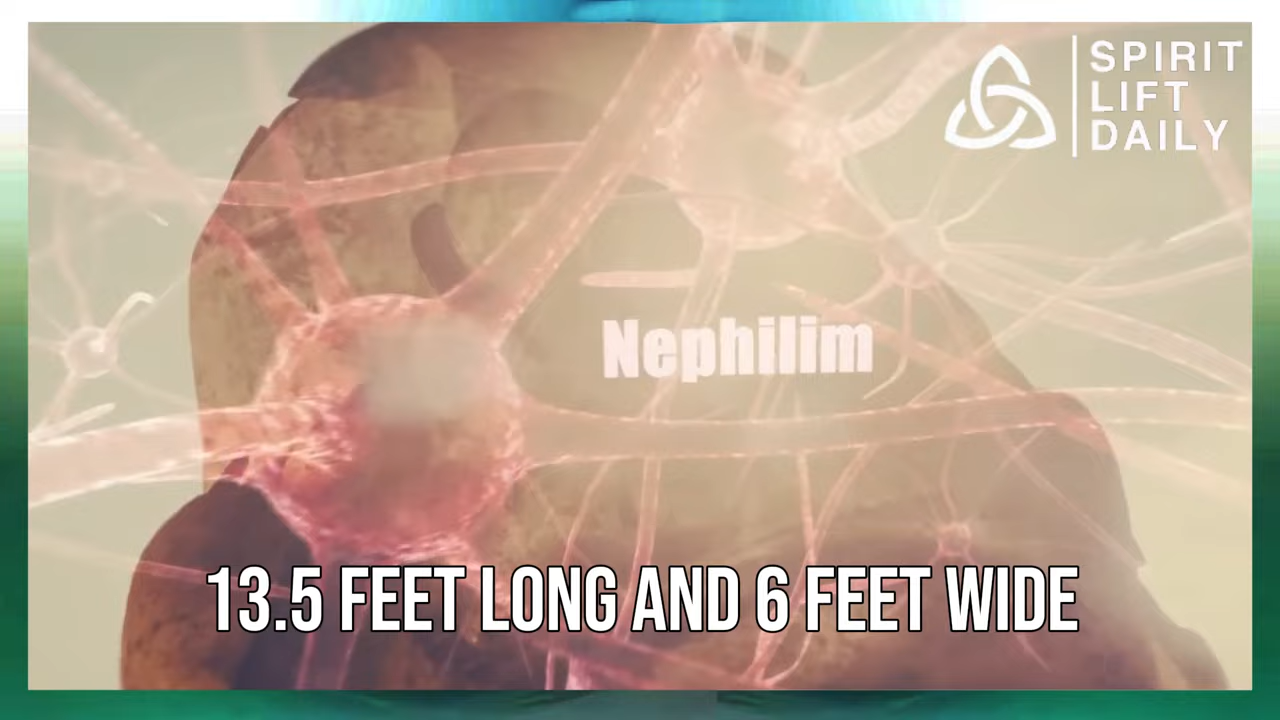 SPIRIT
LIFT
DAILY
Nephilim
13.5 FEET LONG AND 6 FEET WIDE